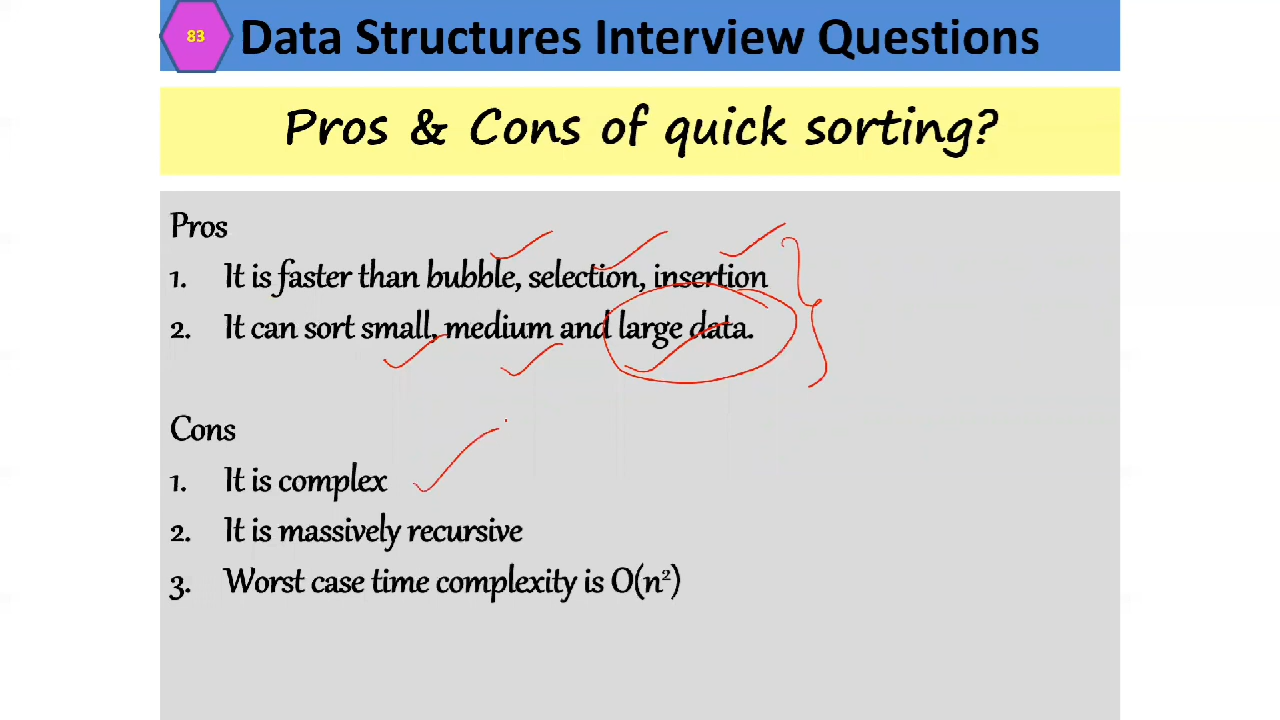 83
Data Structures Interview Questions
Pros & Cons of quick sorting?
Pros
1. It is faster than bubble, selection, insertion
2. It can sort small, medium and large data.
Cons
1. It is complex
2. It is massively recursive
3. Worst case time complexity is O(n²)